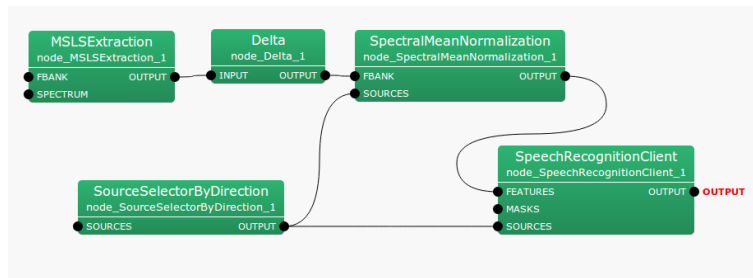 MSLSExtraction
node_MSLSExtraction_1
FBANK OUTPUT
SPECTRUM
Delta
node_Delta_1
INPUT OUTPUT
SpectralMeanNormalization
node_SpectralMeanNormalization_1
FBANK OUTPUT
SOURCES
SourceSelectorByDirection
node_SourceSelectorByDirection_1
SOURCES OUTPUT
SpeechRecognitionClient
node_SpeechRecognitionClient_1
FEATURES OUTPUT OUTPUT
MASKS
SOURCES